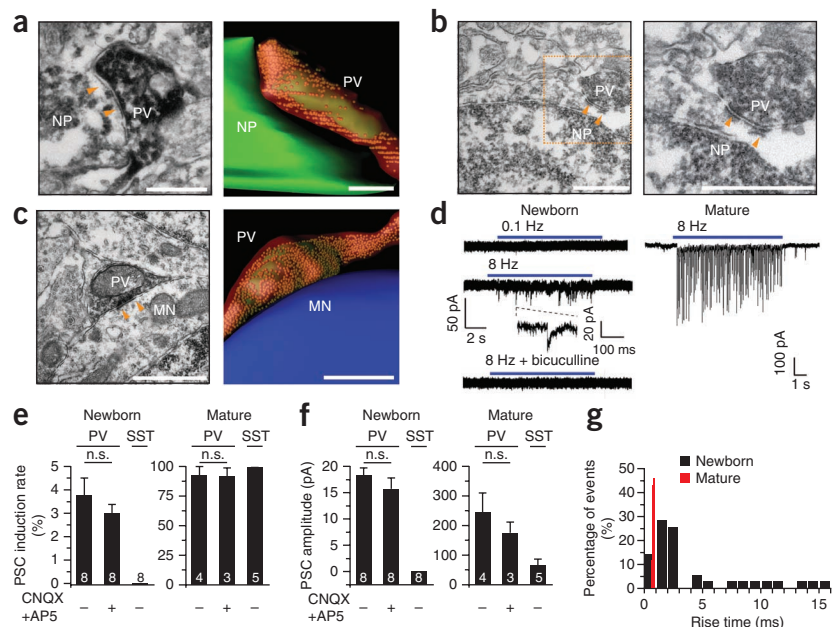 a
NP
PV
PV
NP
b
PV
NP
PV
NP
c
PV
MN
PV
MN
d
Newborn
0.1 Hz
8 Hz
50 pA
2 s
20 pA
100 ms
8 Hz + bicuculline
Mature
8 Hz
100 pA
1 s
e
Newborn
Mature
PV SST
PV SST
n.s.
n.s.
PSC induction rate
(%)
5
4
3
2
1
0
8 8 8
100
75
50
25
0
4 3 5
CNQX
+AP5
– + –
– + –
f
Newborn
Mature
PV SST
PV SST
n.s.
n.s.
PSC amplitude (pA)
20
15
10
5
0
8 8 8
400
300
200
100
0
4 3 5
CNQX
+AP5
– + –
– + –
g
Newborn
Mature
Percentage of events
(%)
50
40
30
20
10
0
0 5 10 15
Rise time (ms)